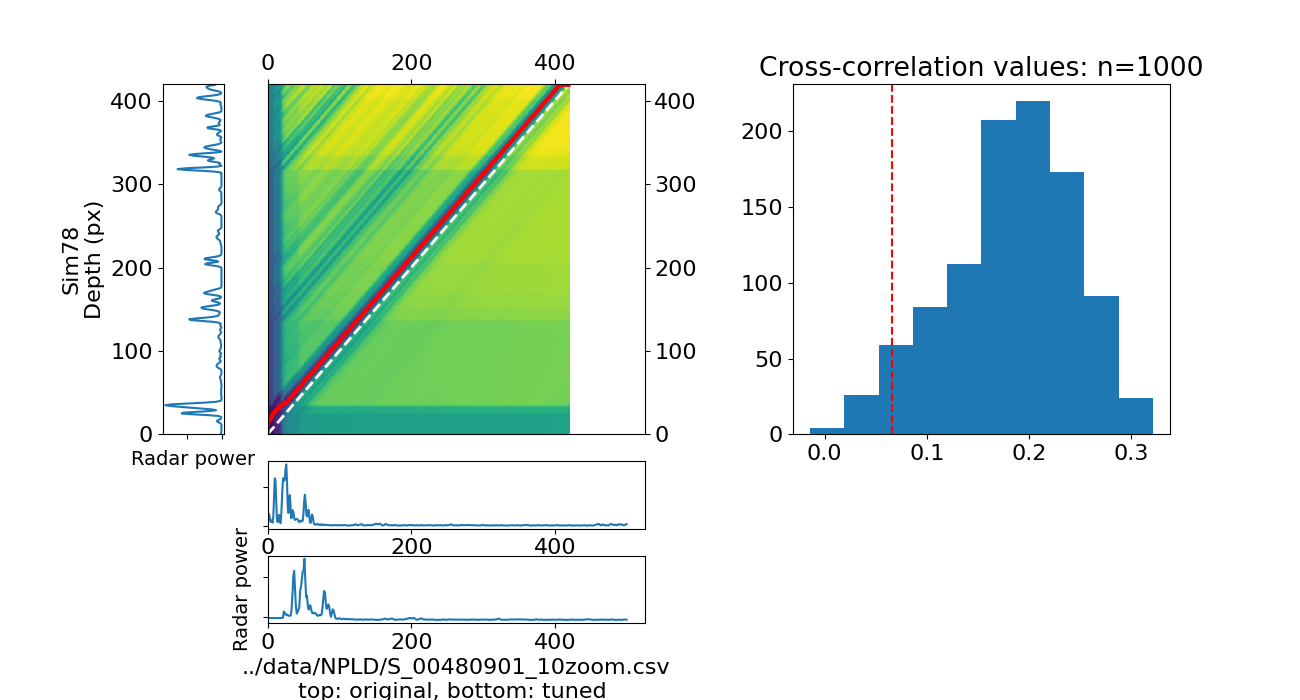 0 200 400
Cross-correlation values: n=1000
400
300
200
100
0
Sim78
Depth (px)
Radar power
400
300
200
100
0
200
150
100
50
0
0.0 0.1 0.2 0.3
0 200 400
Radar power
0 200 400
../data/NPLD/S_00480901_10zoom.csv
top: original, bottom: tuned